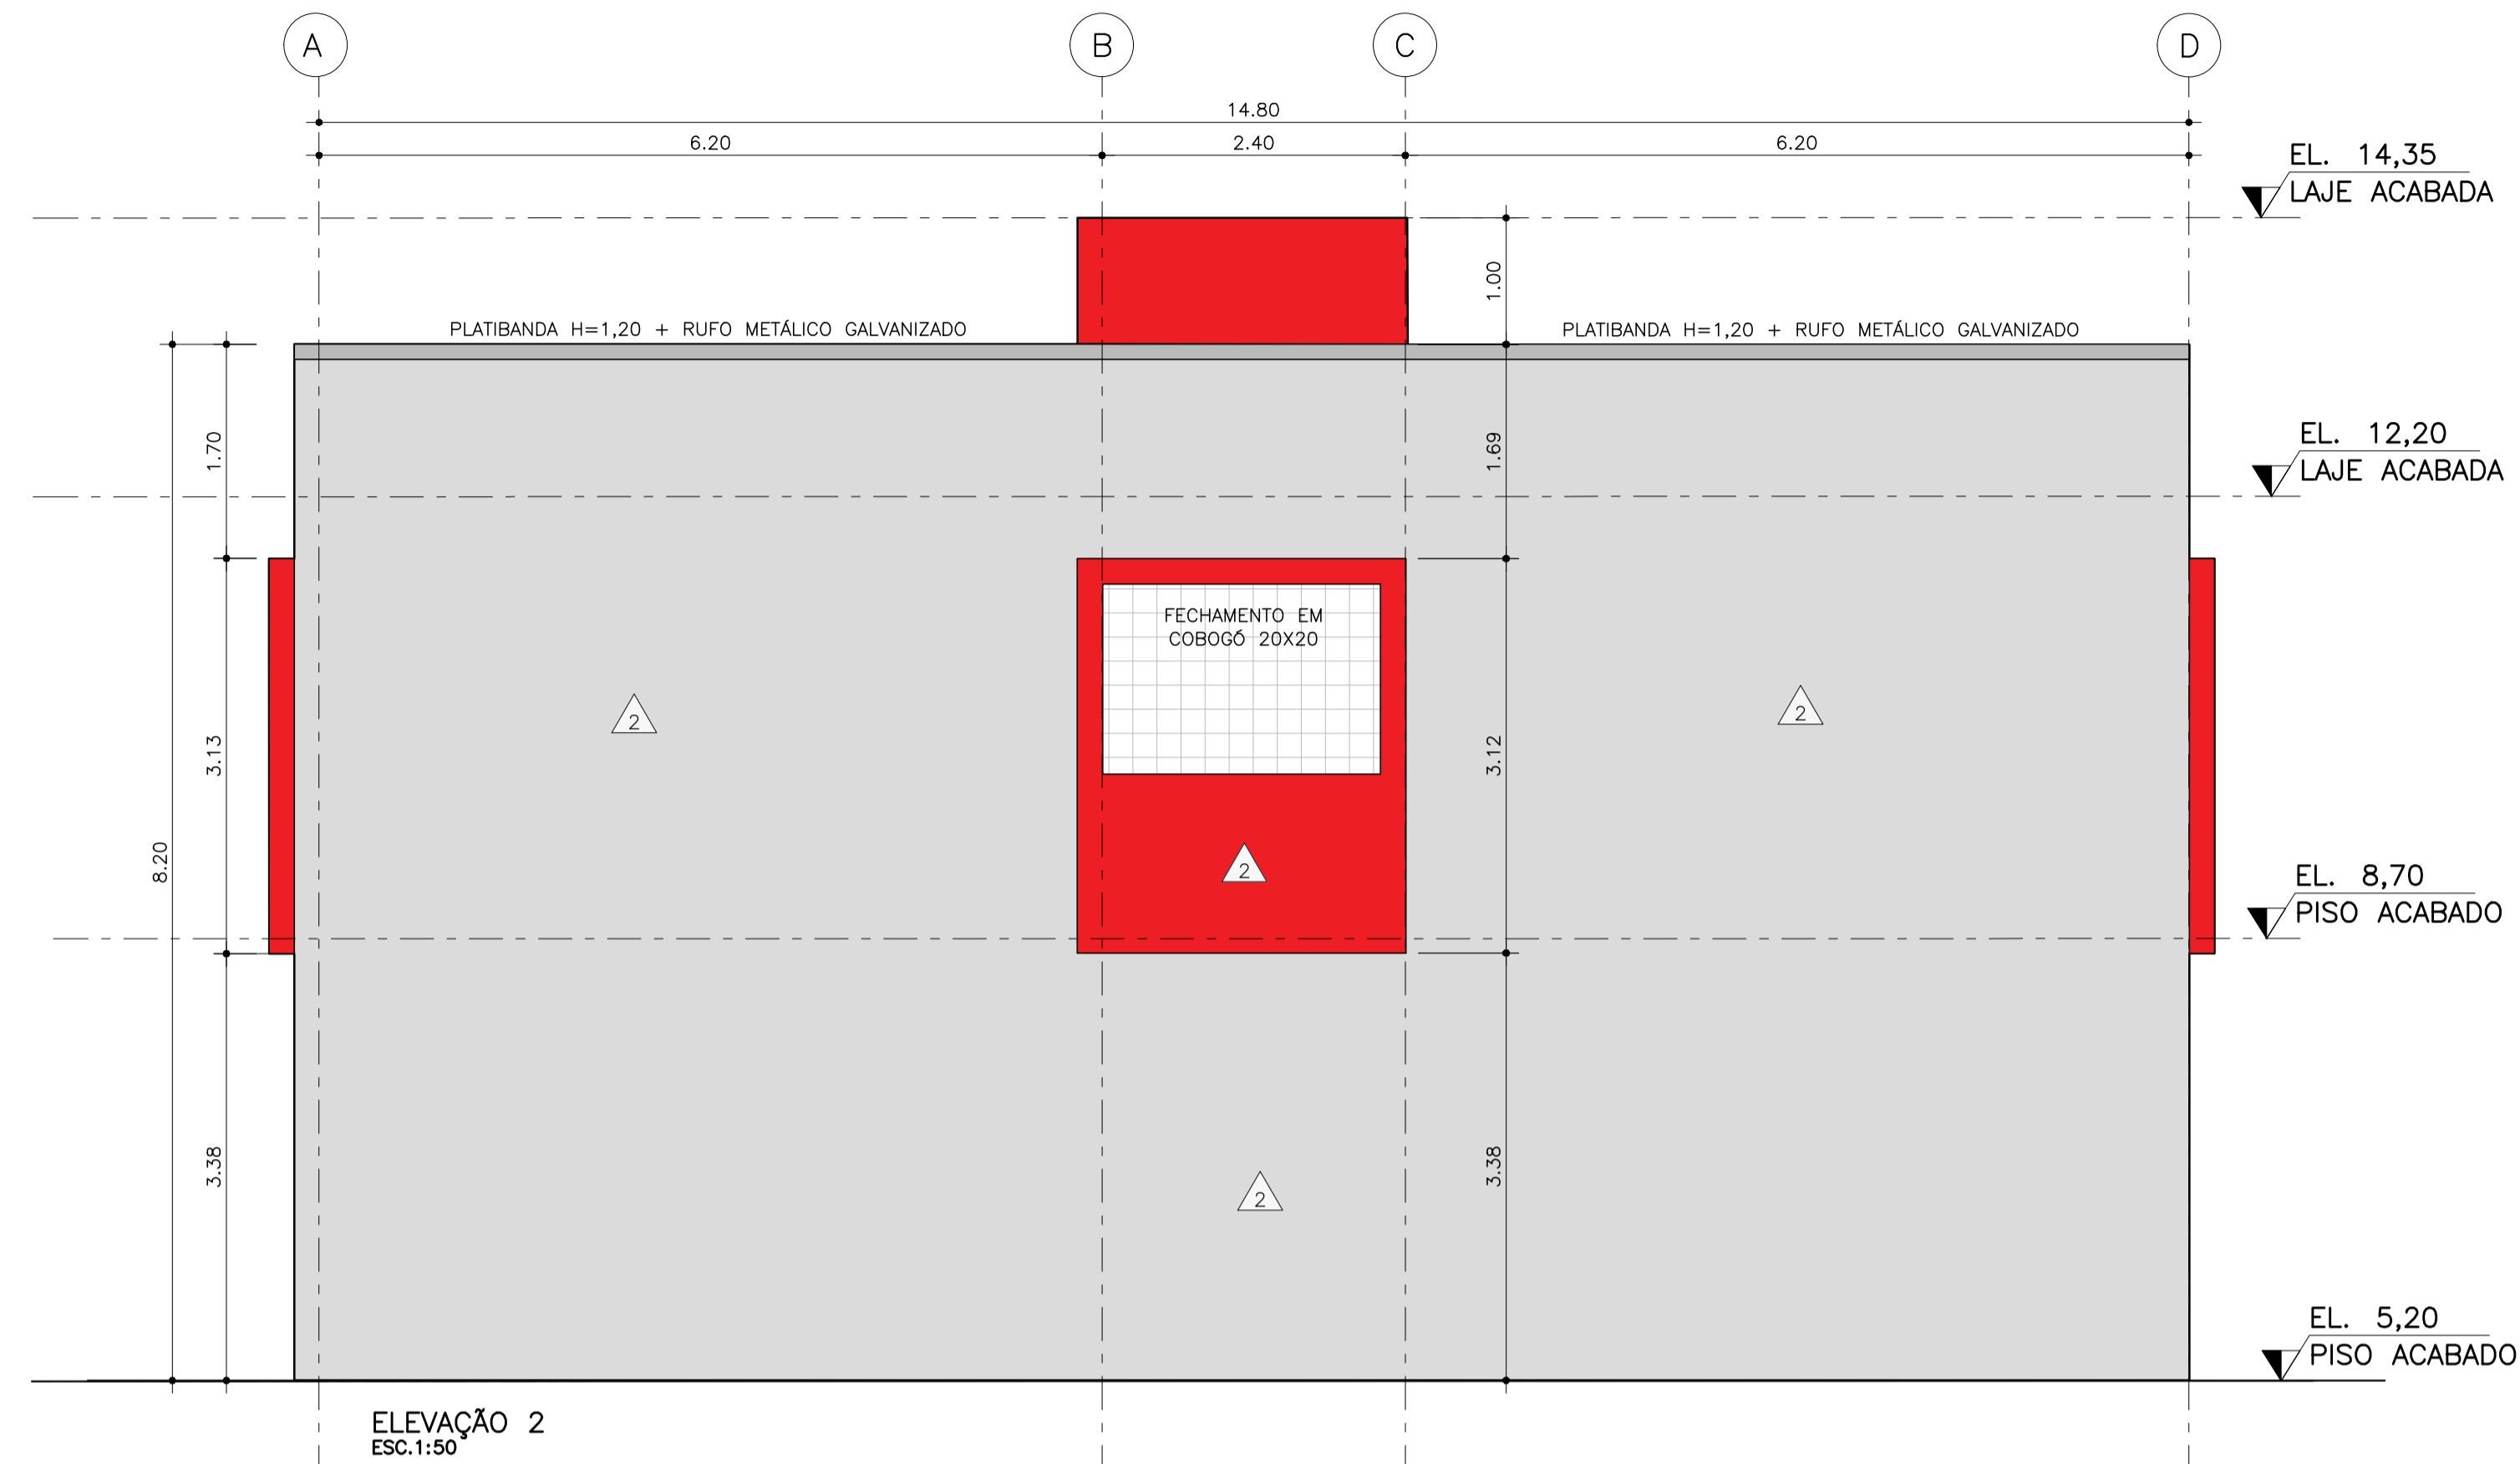 A
B
C
D
14.80
6.20
2.40
6.20
EL. 14,35
LAJE ACABADA
1.00
PLATIBANDA H=1,20 + RUFO METÁLICO GALVANIZADO
PLATIBANDA H=1,20 + RUFO METÁLICO GALVANIZADO
1.70
1.69
EL. 12,20
LAJE ACABADA
FECHAMENTO EM
COBOGÓ 20X20
2
2
3.13
3.12
8.20
2
EL. 8,70
PISO ACABADO
3.38
3.38
2
EL. 5,20
PISO ACABADO
ELEVAÇÃO 2
ESC.1:50